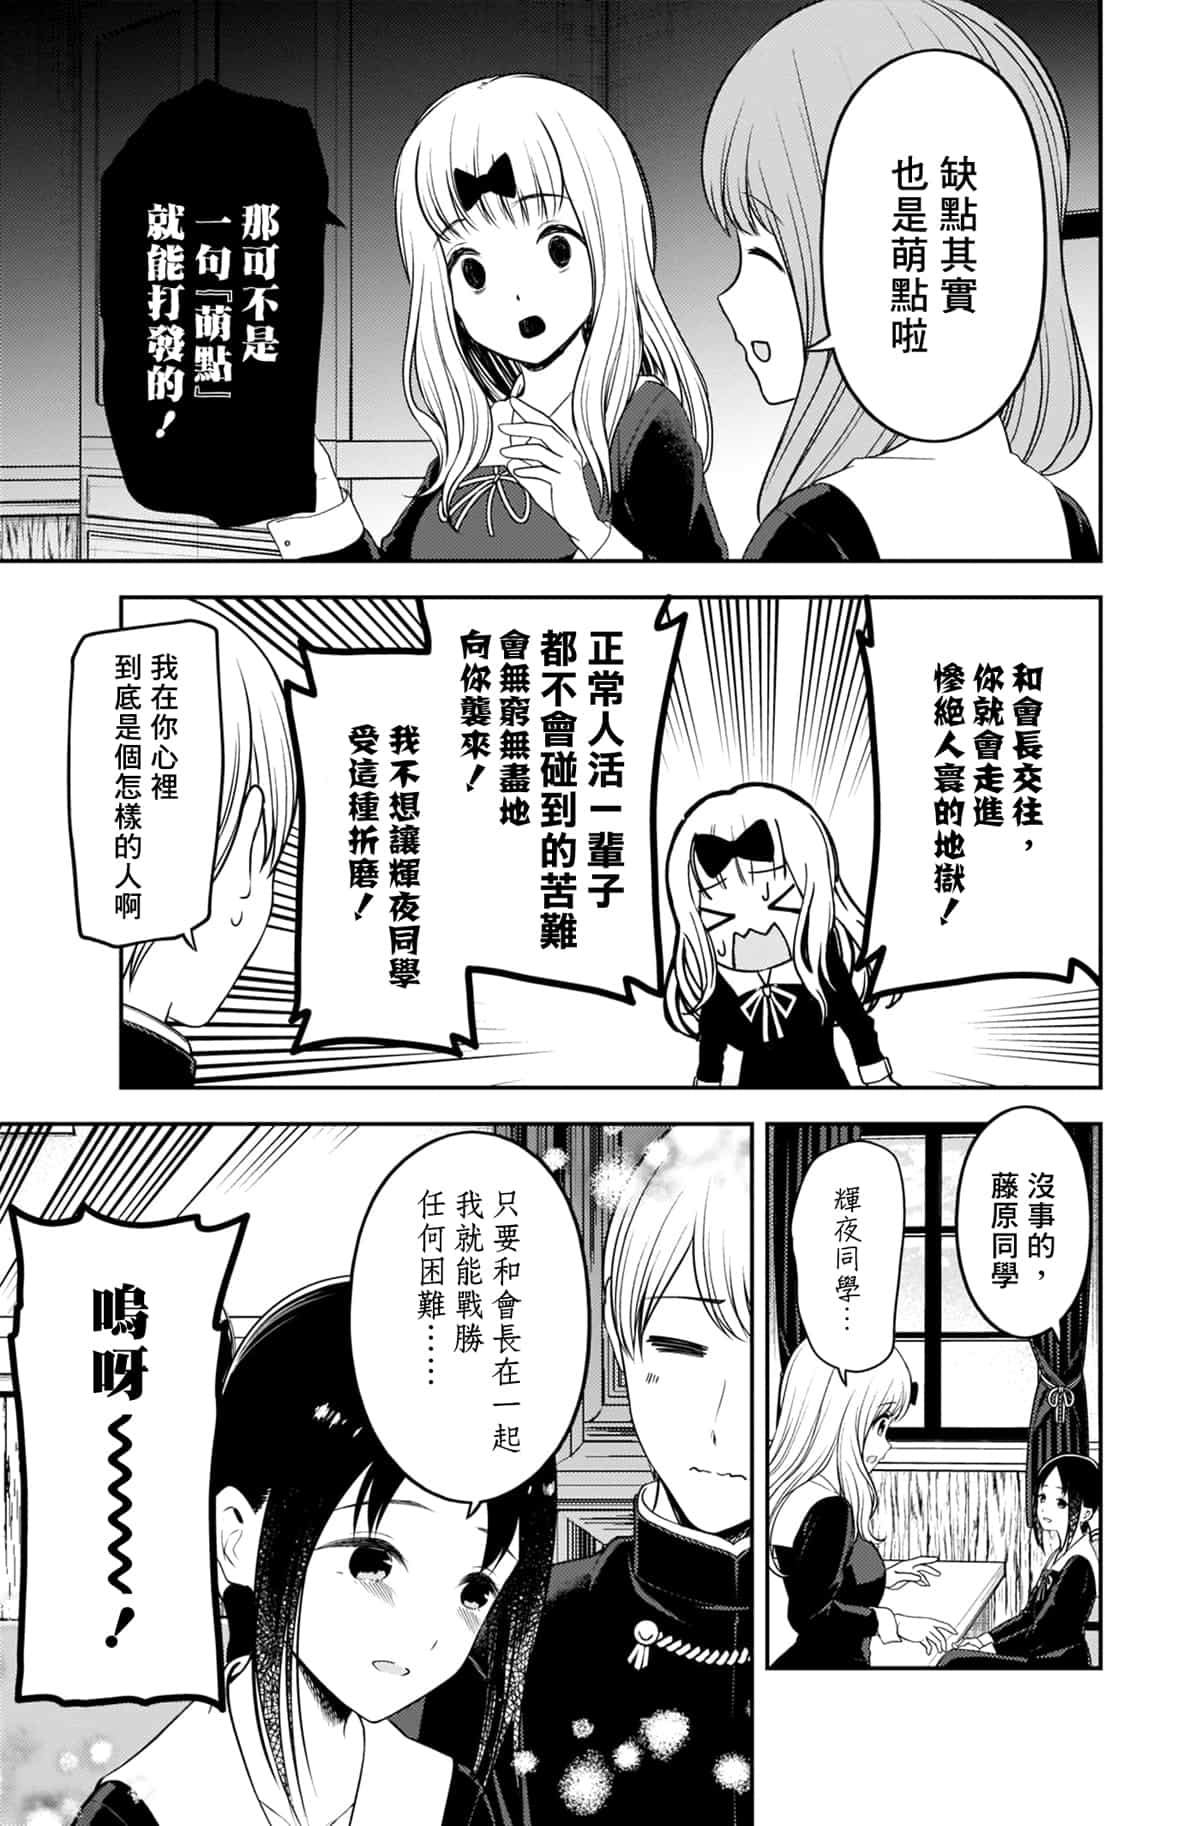 缺點其實
也是萌點啦
那可不是
一句『萌點』
就能打發的！
和會長交往，
你就會走進
慘絕人寰的地獄！
正常人活一輩子
都不會碰到的苦難
會無窮無盡地
向你襲來！
我不想讓輝夜同學
受這種折磨！
我在你心裡
到底是個怎樣的人啊
沒事的，
藤原同學
輝夜同學…
只要和會長在一起
我就能戰勝
任何困難……
嗚呀～～～！